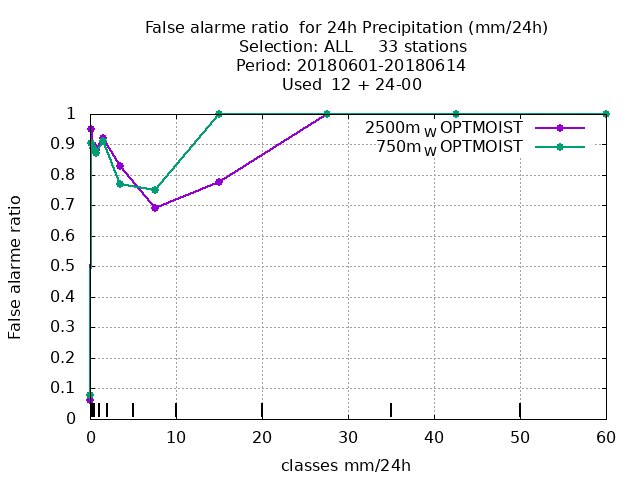 False alarme ratio  for 24h Precipitation (mm/24h)
Selection: ALL     33 stations
Period: 20180601-20180614
Used  12 + 24-00
2500m W OPTMOIST
750m W OPTMOIST
1
0.9
0.8
0.7
0.6
0.5
0.4
0.3
0.2
0.1
0
False alarme ratio
0 10 20 30 40 50 60
classes mm/24h